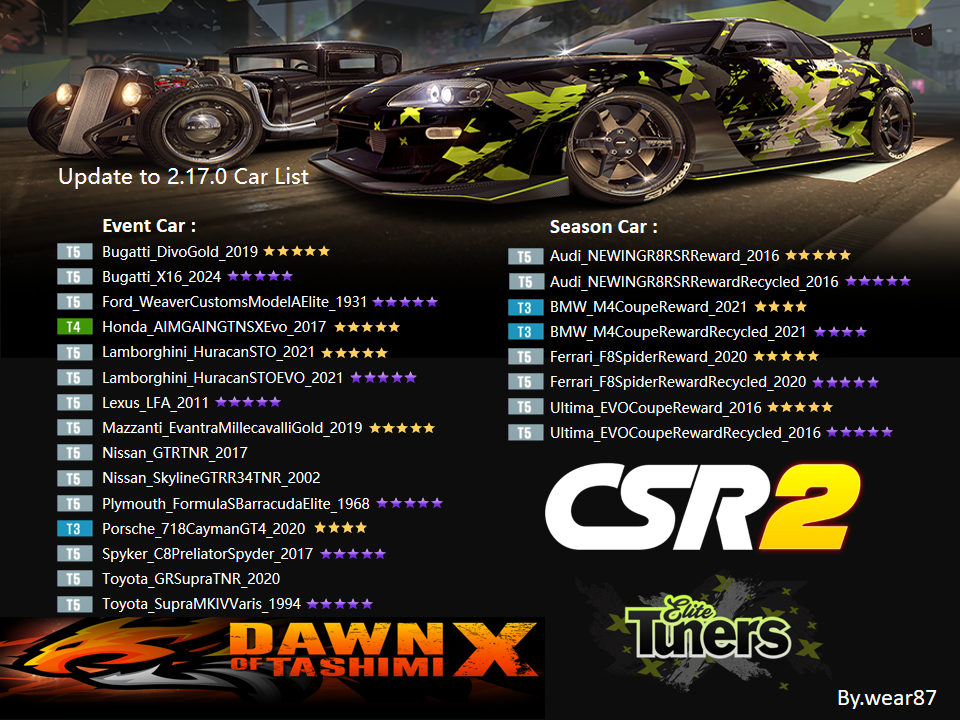 Update to 2.17.0 Car List
Event Car :
T5 Bugatti_DivoGold_2019
T5 Bugatti_X16_2024
T5 Ford_WeaverCustomsModelAElite_1931
T4 Honda_AIMGAINGTNSXEvo_2017
T5 Lamborghini_HuracanSTO_2021
T5 Lamborghini_HuracanSTOEVO_2021
T5 Lexus_LFA_2011
T5 Mazzanti_EvantraMillecavalliGold_2019
T5 Nissan_GTRTNR_2017
T5 Nissan_SkylineGTRR34TNR_2002
T5 Plymouth_FormulaSBarracudaElite_1968
T3 Porsche_718CaymanGT4_2020
T5 Spyker_C8PreliatorSpyder_2017
T5 Toyota_GRSupraTNR_2020
T5 Toyota_SupraMKIVVaris_1994
Season Car :
T5 Audi_NEWINGR8RSRReward_2016
T5 Audi_NEWINGR8RSRRewardRecycled_2016
T3 BMW_M4CoupeReward_2021
T3 BMW_M4CoupeRewardRecycled_2021
T5 Ferrari_F8SpiderReward_2020
T5 Ferrari_F8SpiderRewardRecycled_2020
T5 Ultima_EVOCoupeReward_2016
T5 Ultima_EVOCoupeRewardRecycled_2016
CSR2
Elite
Tuners
DAWN X
OF TASHIMI
By.wear87